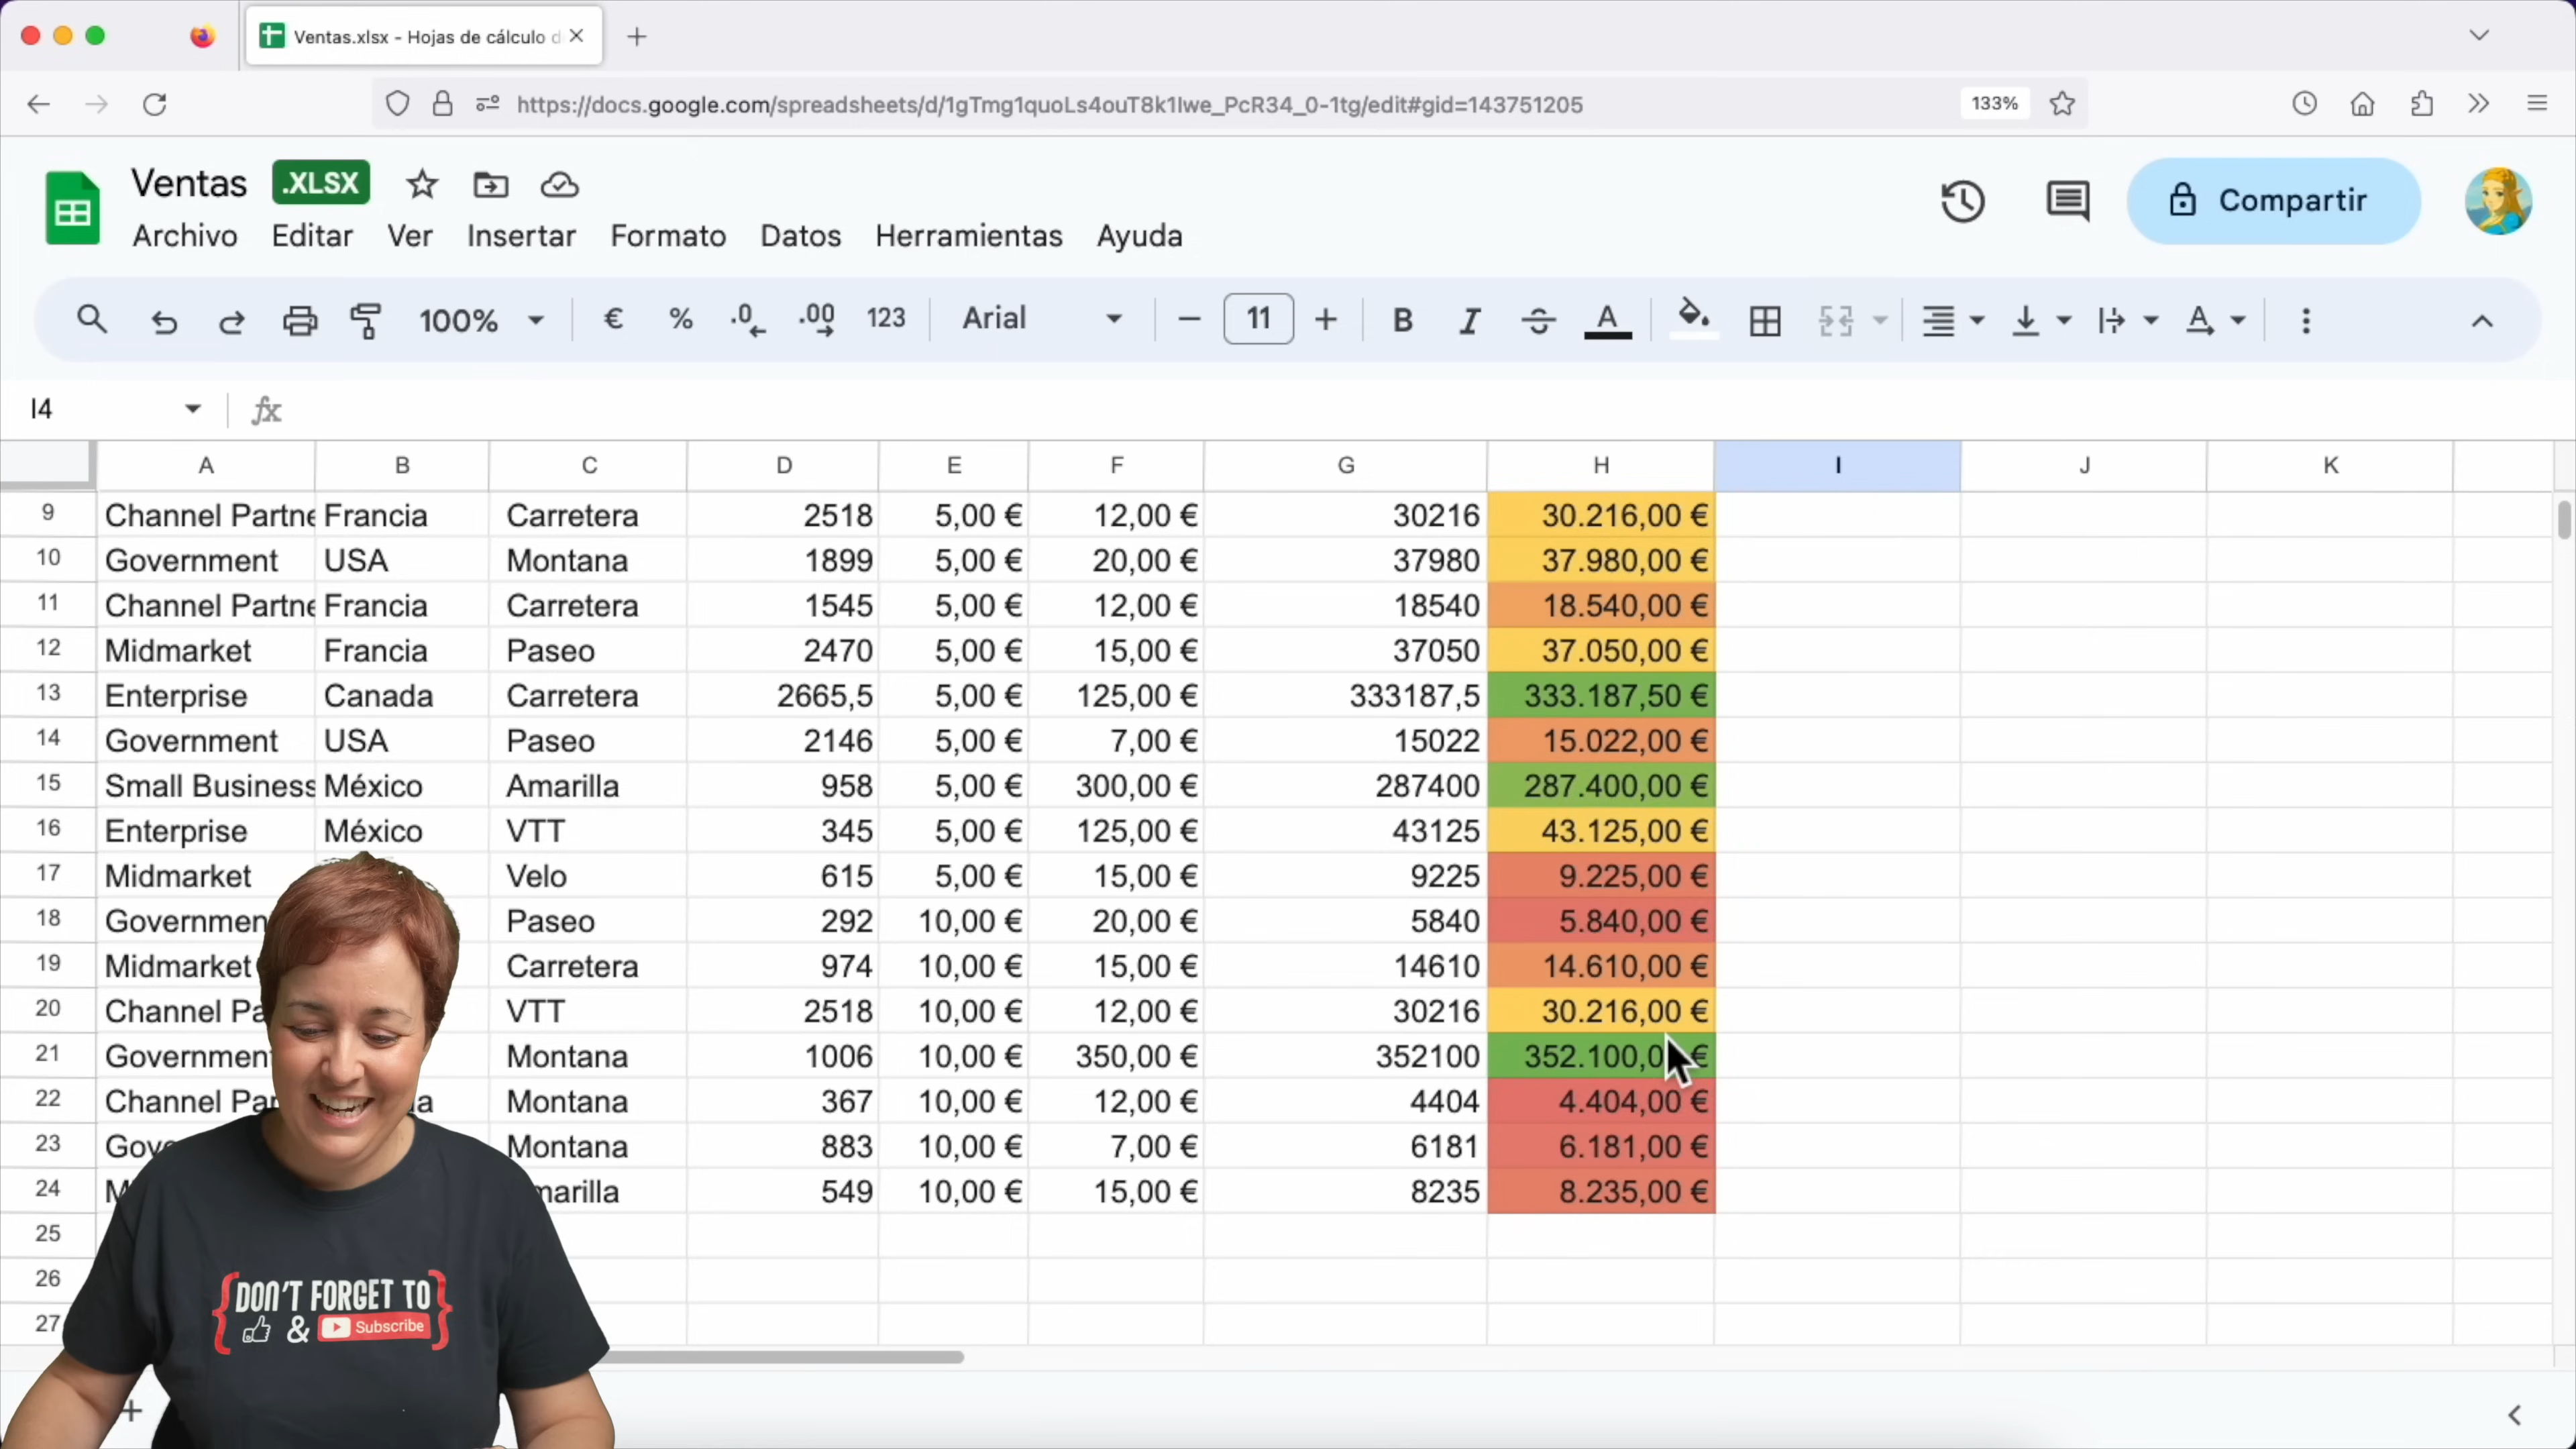 Ventas.xlsx - Hojas de cálculo d
https://docs.google.com/spreadsheets/d/1gTmg1quoLs4ouT8k1Iwe_PcR34_0-1tg/edit#gid=143751205 133%
Ventas .XLSX
Archivo Editar Ver Insertar Formato Datos Herramientas Ayuda
Compartir
100% € % .0 .00 123 Arial 11 B I A A
I4 fx
A B C D E F G H I J K
9 Channel Partne Francia Carretera 2518 5,00 € 12,00 € 30216 30.216,00 €
10 Government USA Montana 1899 5,00 € 20,00 € 37980 37.980,00 €
11 Channel Partne Francia Carretera 1545 5,00 € 12,00 € 18540 18.540,00 €
12 Midmarket Francia Paseo 2470 5,00 € 15,00 € 37050 37.050,00 €
13 Enterprise Canada Carretera 2665,5 5,00 € 125,00 € 333187,5 333.187,50 €
14 Government USA Paseo 2146 5,00 € 7,00 € 15022 15.022,00 €
15 Small Business México Amarilla 958 5,00 € 300,00 € 287400 287.400,00 €
16 Enterprise México VTT 345 5,00 € 125,00 € 43125 43.125,00 €
17 Midmarket Velo 615 5,00 € 15,00 € 9225 9.225,00 €
18 Governmen Paseo 292 10,00 € 20,00 € 5840 5.840,00 €
19 Midmarket Carretera 974 10,00 € 15,00 € 14610 14.610,00 €
20 Channel Pa VTT 2518 10,00 € 12,00 € 30216 30.216,00 €
21 Government Montana 1006 10,00 € 350,00 € 352100 352.100,0 €
22 Channel Par a Montana 367 10,00 € 12,00 € 4404 4.404,00 €
23 Gov Montana 883 10,00 € 7,00 € 6181 6.181,00 €
24 M marilla 549 10,00 € 15,00 € 8235 8.235,00 €
25
26
27
DON'T FORGET TO
& Subscribe